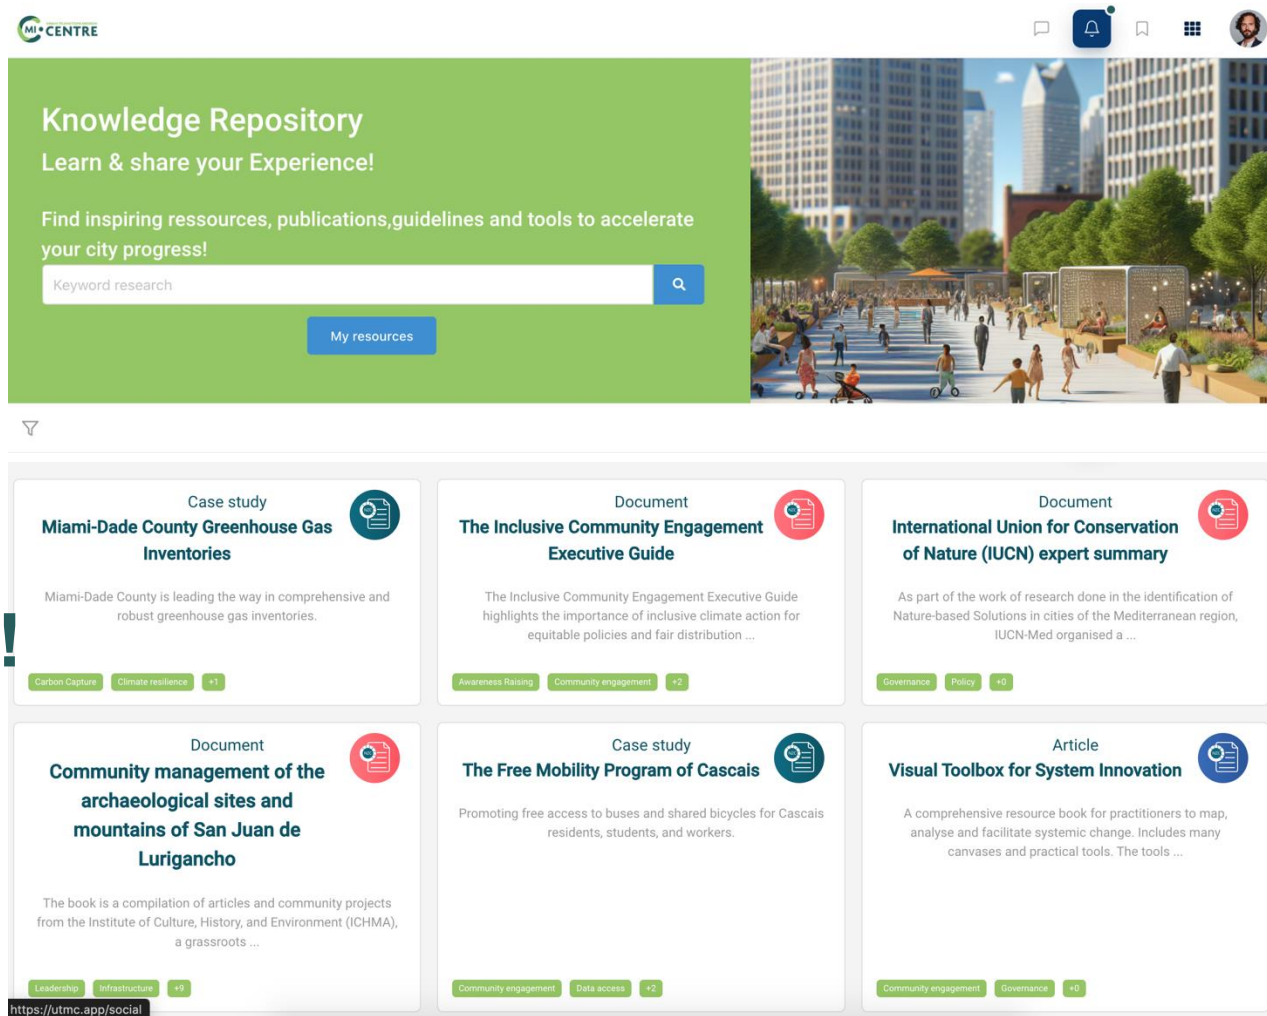 MI•CENTRE
Knowledge Repository
Learn & share your Experience!
Find inspiring ressources, publications,guidelines and tools to accelerate
your city progress!
Keyword research
My resources
Case study
Miami-Dade County Greenhouse Gas
Inventories
Miami-Dade County is leading the way in comprehensive and
robust greenhouse gas inventories.
Carbon Capture Climate resilience +1
Document
The Inclusive Community Engagement
Executive Guide
The Inclusive Community Engagement Executive Guide
highlights the importance of inclusive climate action for
equitable policies and fair distribution ...
Awareness Raising Community engagement +2
Document
International Union for Conservation
of Nature (IUCN) expert summary
As part of the work of research done in the identification of
Nature-based Solutions in cities of the Mediterranean region,
IUCN-Med organised a ...
Governance Policy +0
!
Document
Community management of the
archaeological sites and
mountains of San Juan de
Lurigancho
The book is a compilation of articles and community projects
from the Institute of Culture, History, and Environment (ICHMA),
a grassroots ...
Leadership Infrastructure +9
Case study
The Free Mobility Program of Cascais
Promoting free access to buses and shared bicycles for Cascais
residents, students, and workers.
Community engagement Data access +2
Article
Visual Toolbox for System Innovation
A comprehensive resource book for practitioners to map,
analyse and facilitate systemic change. Includes many
canvases and practical tools. The tools ...
Community engagement Governance +0
https://utmc.app/social